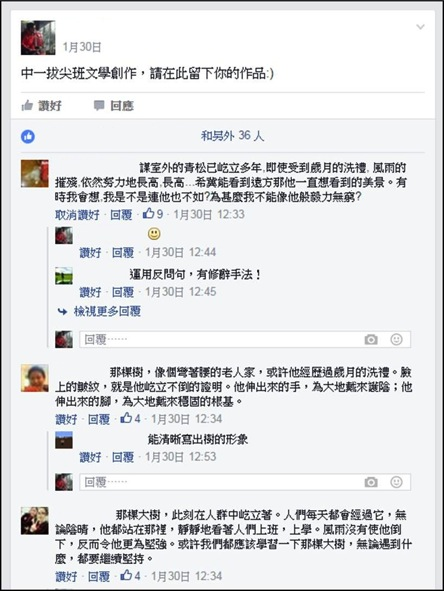 1月30日
中一拔尖班文學創作，請在此留下你的作品:)
讚好 回應
和另外 36 人
課室外的青松已屹立多年,即使受到歲月的洗禮, 風雨的
摧殘,依然努力地長高,長高...希冀能看到遠方那他一直想看到的美景。有
時我會想,我是不是連他也不如?為甚麼我不能像他般毅力無窮?
取消讚好 · 回覆 · 9 · 1月30日 12:33
讚好 · 回覆 · 1月30日 12:44
運用反問句，有修辭手法！
讚好 · 回覆 · 1月30日 12:45
檢視更多回覆
回覆……
那棵樹，像個彎著腰的老人家，或許他經歷過歲月的洗禮。臉
上的皺紋，就是他屹立不倒的證明。他伸出來的手，為大地戴來護陰；他
伸出來的腳，為大地戴來穩固的根基。
讚好 · 回覆 · 4 · 1月30日 12:34
能清晰寫出樹的形象
讚好 · 回覆 · 1月30日 12:53
回覆……
那棵大樹，此刻在人群中屹立著。人們每天都會經過它，無
論陰晴，他都站在那裡，靜靜地看著人們上班，上學。風雨沒有使他倒
下，反而令他更為堅強。或許我們都應該學習一下那棵大樹，無論遇到什
麼，都要繼續堅持。
讚好 · 回覆 · 4 · 1月30日 12:34